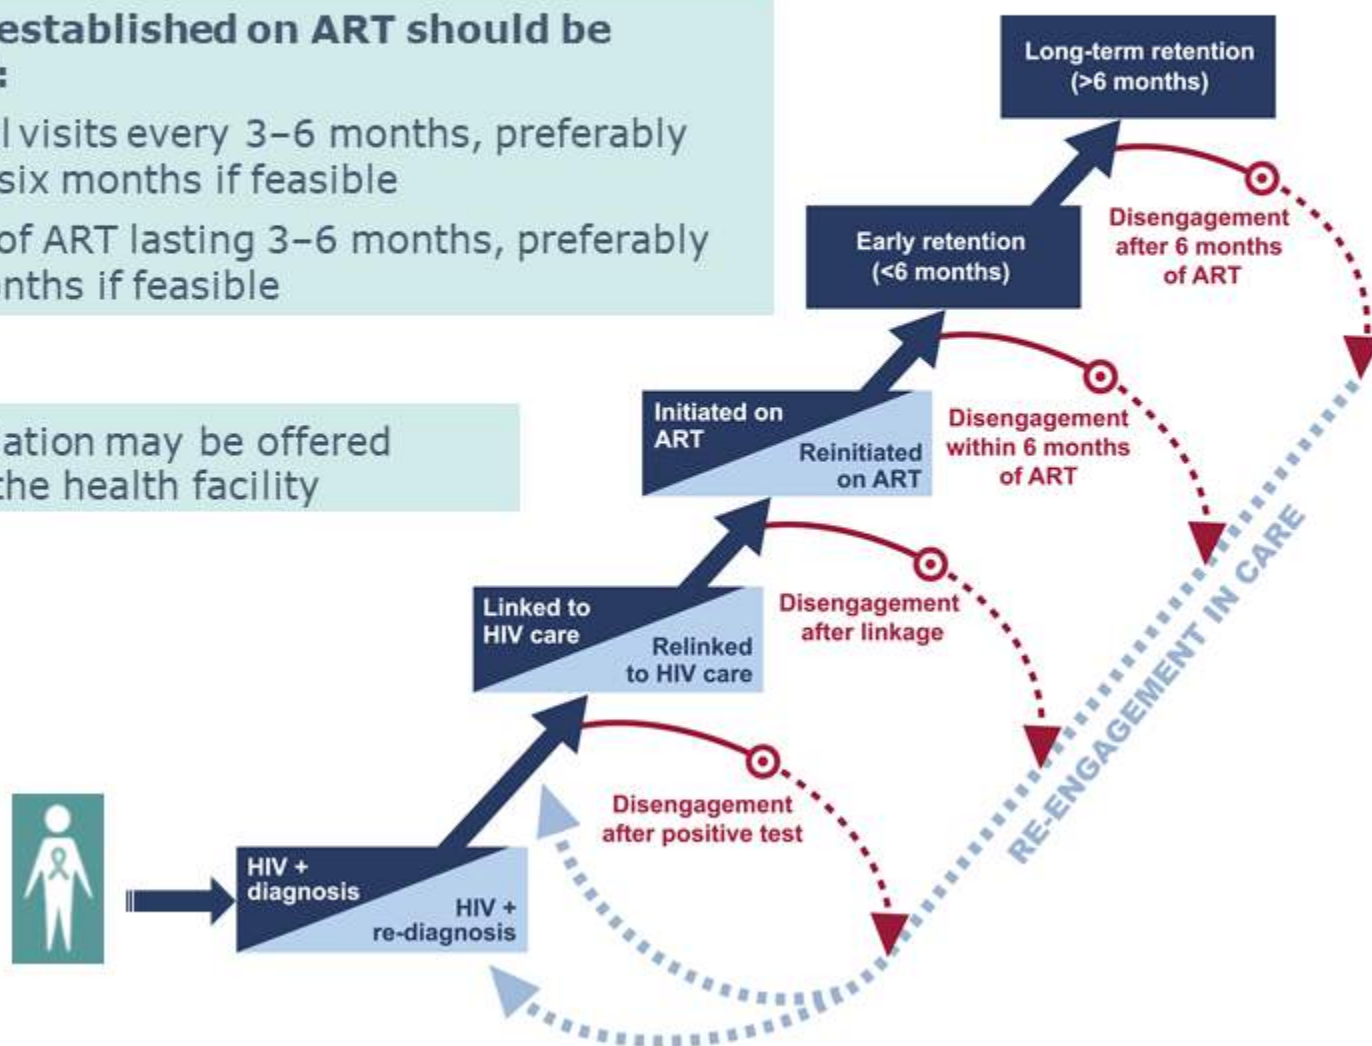 established on ART should be
:
l visits every 3–6 months, preferably
six months if feasible
of ART lasting 3–6 months, preferably
nths if feasible
ation may be offered
the health facility
Long-term retention
(>6 months)
Disengagement
after 6 months
of ART
Early retention
(<6 months)
Initiated on
ART
Reinitiated
on ART
Disengagement
within 6 months
of ART
Linked to
HIV care
Relinked
to HIV care
Disengagement
after linkage
HIV +
diagnosis
HIV +
re-diagnosis
Disengagement
after positive test
RE-ENGAGEMENT IN CARE